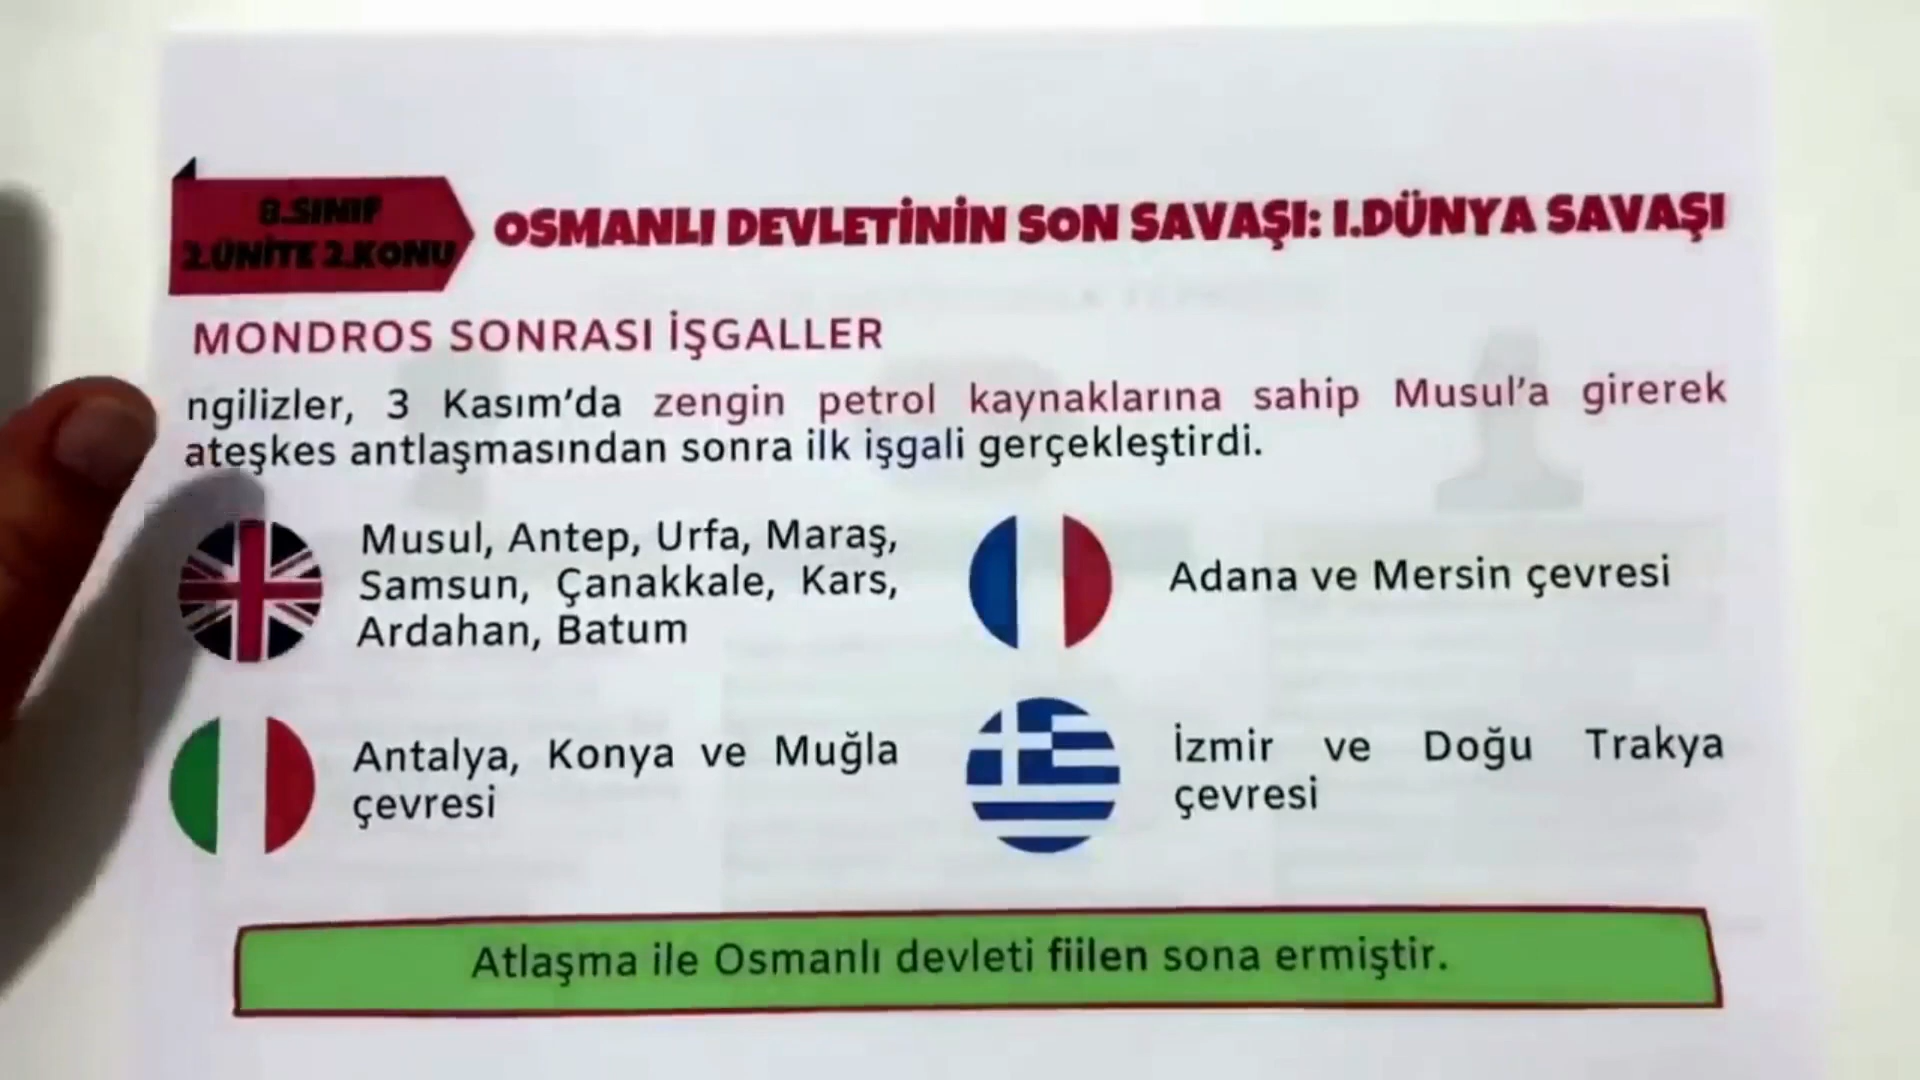 8.SINIF
2.ÜNİTE 2.KONU
OSMANLI DEVLETİNİN SON SAVAŞI: I.DÜNYA SAVAŞI
MONDROS SONRASI İŞGALLER
ngilizler, 3 Kasım'da zengin petrol kaynaklarına sahip Musul'a girerek
ateşkes antlaşmasından sonra ilk işgali gerçekleştirdi.
Musul, Antep, Urfa, Maraş,
Samsun, Çanakkale, Kars,
Ardahan, Batum
Adana ve Mersin çevresi
Antalya, Konya ve Muğla
çevresi
İzmir ve Doğu Trakya
çevresi
Atlaşma ile Osmanlı devleti fiilen sona ermiştir.